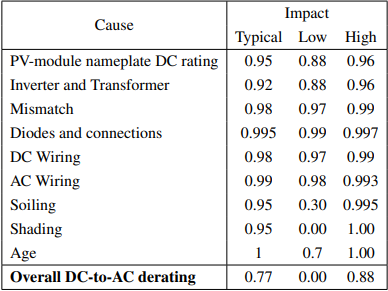 Cause Impact
Typical Low High
PV-module nameplate DC rating 0.95 0.88 0.96
Inverter and Transformer 0.92 0.88 0.96
Mismatch 0.98 0.97 0.99
Diodes and connections 0.995 0.99 0.997
DC Wiring 0.98 0.97 0.99
AC Wiring 0.99 0.98 0.993
Soiling 0.95 0.30 0.995
Shading 0.95 0.00 1.00
Age 1 0.7 1.00
Overall DC-to-AC derating 0.77 0.00 0.88